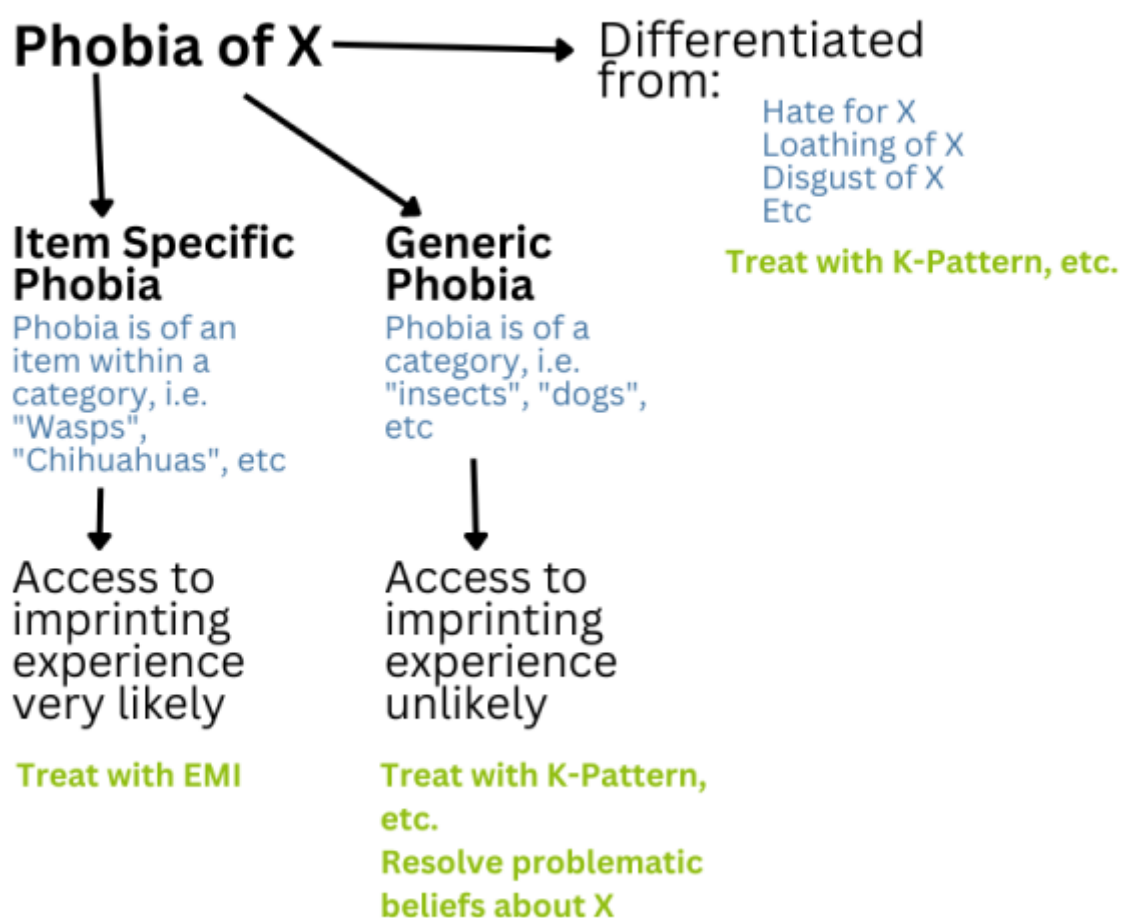 Phobia of X
Differentiated
from:
Hate for X
Loathing of X
Disgust of X
Etc
Treat with K-Pattern, etc.
Item Specific
Phobia
Phobia is of an
item within a
category, i.e.
"Wasps",
"Chihuahuas", etc
Access to
imprinting
experience
very likely
Treat with EMI
Generic
Phobia
Phobia is of a
category, i.e.
"insects", "dogs",
etc
Access to
imprinting
experience
unlikely
Treat with K-Pattern,
etc.
Resolve problematic
beliefs about X